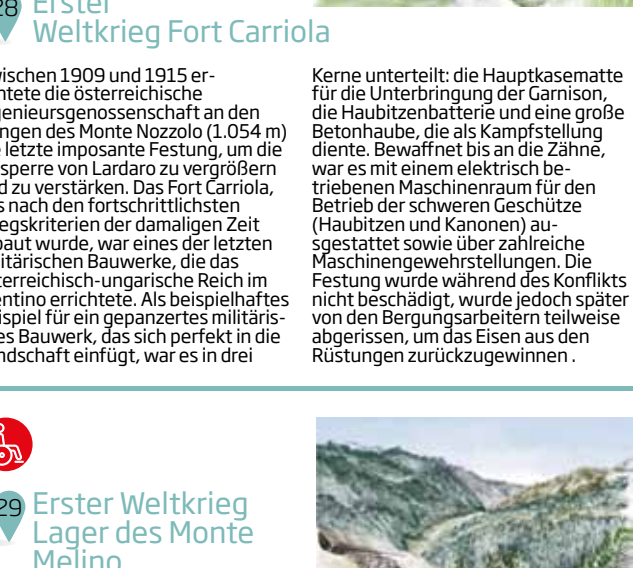 28 Erster
Weltkrieg Fort Carriola
vischen 1909 und 1915 er-
htete die österreichische
genieursgenossenschaft an den
ngen des Monte Nozzolo (1.054 m)
e letzte imposante Festung, um die
sperre von Lardaro zu vergrößern
d zu verstärken. Das Fort Carriola,
s nach den fortschrittlichsten
egskriterien der damaligen Zeit
baut wurde, war eines der letzten
itärischen Bauwerke, die das
terreichisch-ungarische Reich im
entino errichtete. Als beispielhaftes
ispiel für ein gepanzertes militäris-
es Bauwerk, das sich perfekt in die
ndschaft einfügt, war es in drei
Kerne unterteilt: die Hauptkasematte
für die Unterbringung der Garnison,
die Haubitzenbatterie und eine große
Betonhaube, die als Kampfstellung
diente. Bewaffnet bis an die Zähne,
war es mit einem elektrisch be-
triebenen Maschinenraum für den
Betrieb der schweren Geschütze
(Haubitzen und Kanonen) au-
sgestattet sowie über zahlreiche
Maschinengewehrstellungen. Die
Festung wurde während des Konflikts
nicht beschädigt, wurde jedoch später
von den Bergungsarbeitern teilweise
abgerissen, um das Eisen aus den
Rüstungen zurückzugewinnen .
29 Erster Weltkrieg
Lager des Monte
Melino